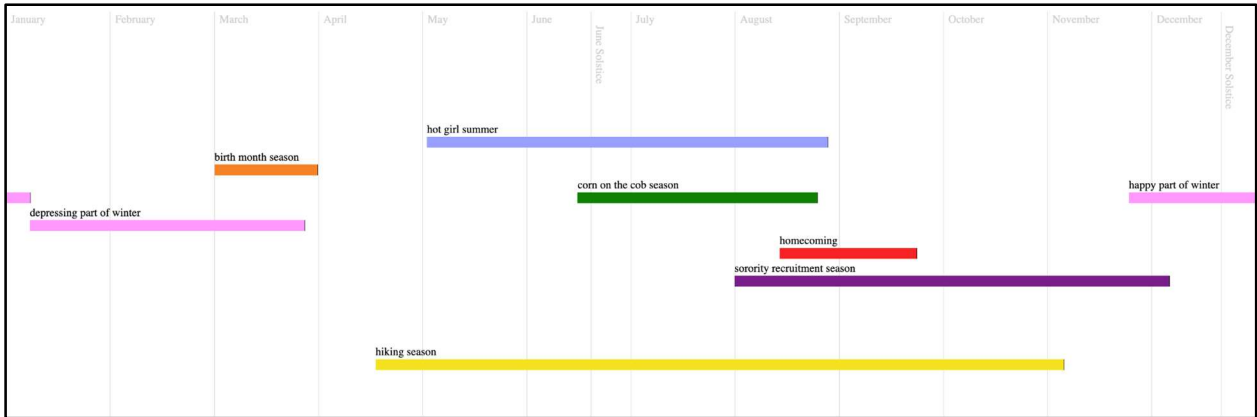 January
February
March
April
May
June
June Solstice
July
August
September
October
November
December
December Solstice
hot girl summer
birth month season
corn on the cob season
happy part of winter
depressing part of winter
homecoming
sorority recruitment season
hiking season